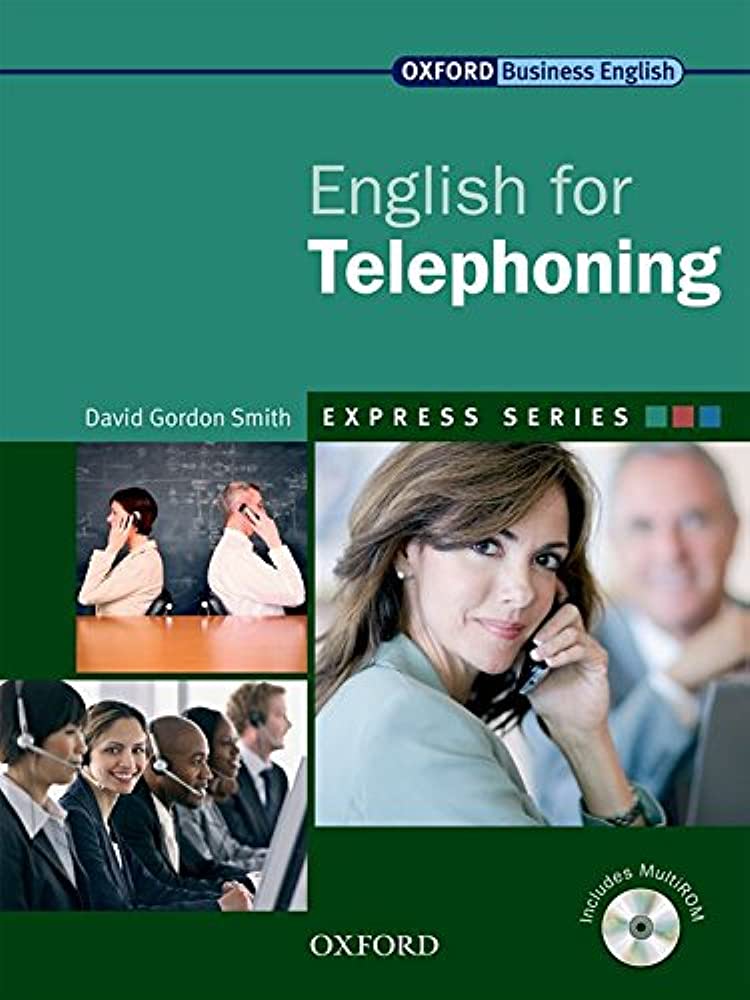 OXFORD Business English
English for
Telephoning
David Gordon Smith
EXPRESS SERIES
Includes MultiROM
OXFORD